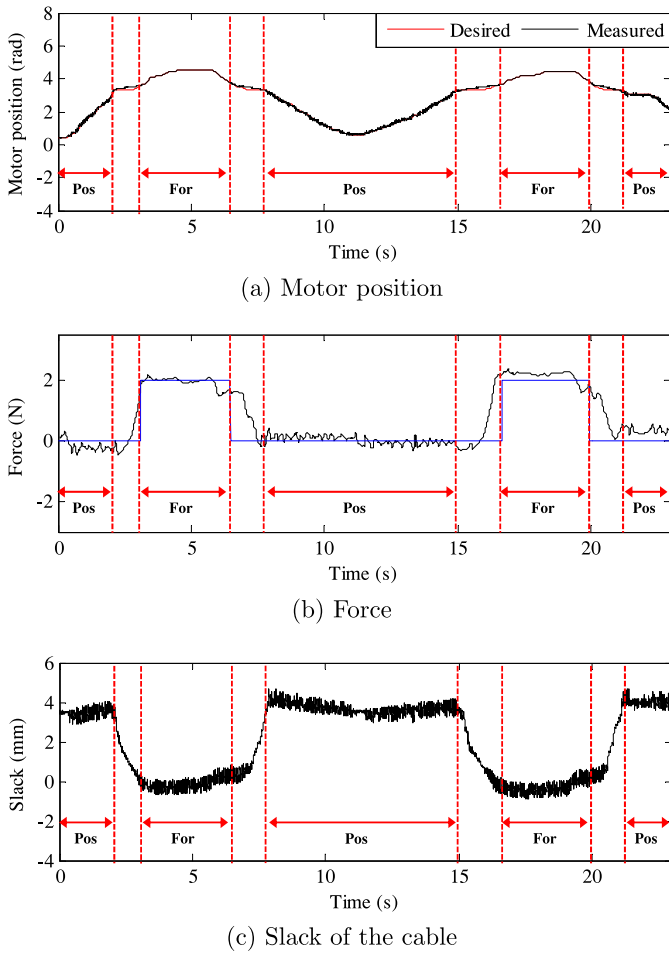 Desired Measured
Motor position (rad)
8
6
4
2
0
-2
-4
Pos For Pos For Pos
0 5 10 15 20
Time (s)
(a) Motor position
Force (N)
2
0
-2
Pos For Pos For Pos
0 5 10 15 20
Time (s)
(b) Force
Slack (mm)
6
4
2
0
-2
-4
Pos For Pos For Pos
0 5 10 15 20
Time (s)
(c) Slack of the cable